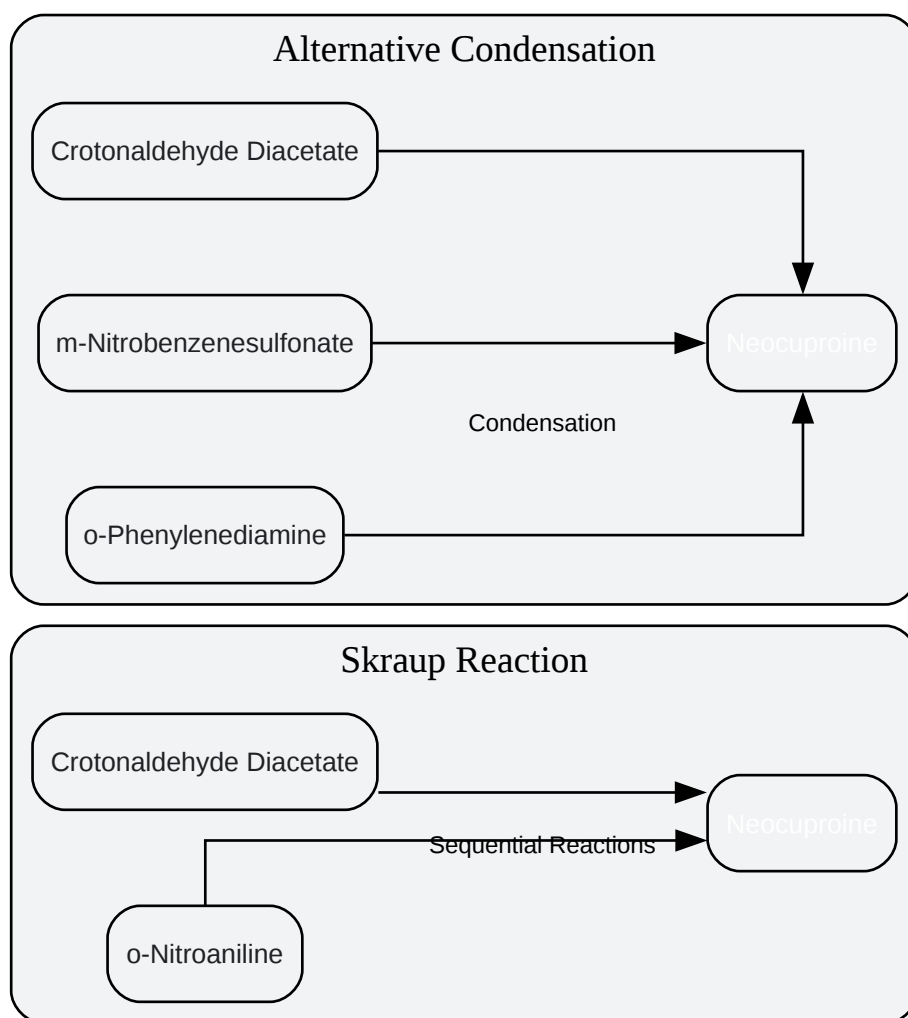 Alternative Condensation
Crotonaldehyde Diacetate
m-Nitrobenzenesulfonate
Neocuproine
Condensation
o-Phenylenediamine
Skraup Reaction
Crotonaldehyde Diacetate
Neocuproine
Sequential Reactions
o-Nitroaniline